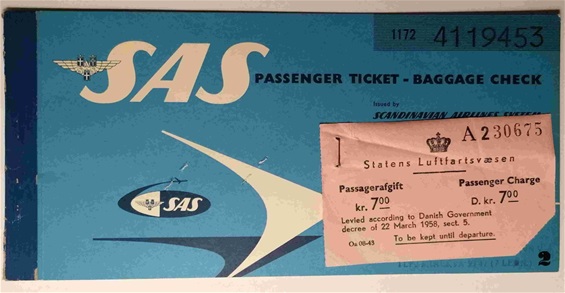 1172 4119453
SAS
PASSENGER TICKET - BAGGAGE CHECK
Issued by
SCANDINAVIAN AIRLINES SYSTEM
A 230675
Statens Luftfartsvæsen
Passagerafgift Passenger Charge
kr. 7.00 D. kr. 7.00
Levied according to Danish Government
decree of 22 March 1958, sect. 5.
To be kept until departure.
SAS
2